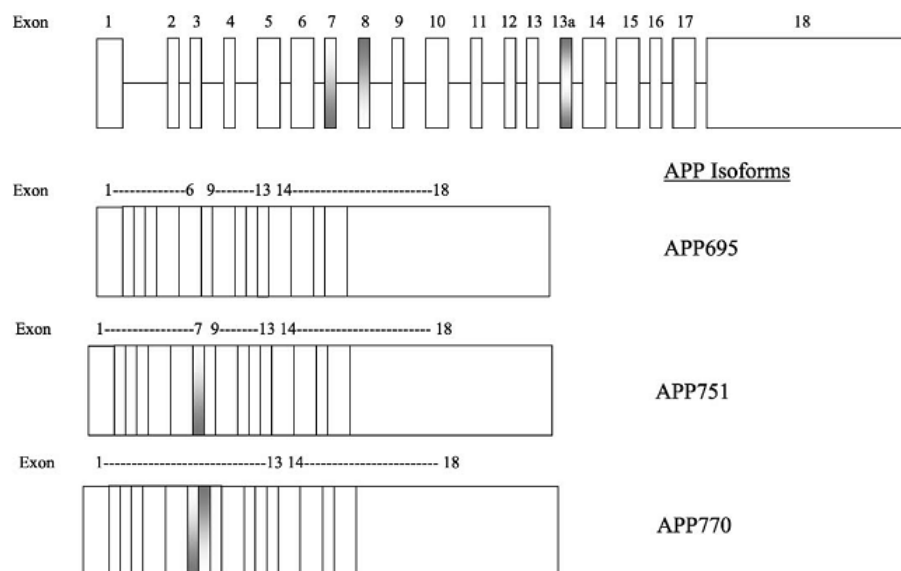 Exon 1 2 3 4 5 6 7 8 9 10 11 12 13 13a 14 15 16 17 18
APP Isoforms
Exon 1-------------6 9-------13 14------------------------18
APP695
Exon 1----------------7 9-------13 14------------------------ 18
APP751
Exon 1-----------------------------13 14------------------------ 18
APP770